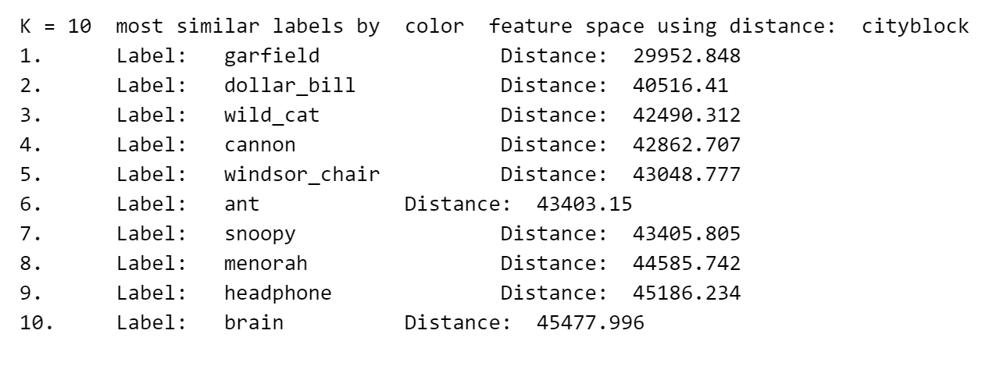 K = 10  most similar labels by  color  feature space using distance:  cityblock
1.      Label:   garfield               Distance:  29952.848
2.      Label:   dollar_bill            Distance:  40516.41
3.      Label:   wild_cat               Distance:  42490.312
4.      Label:   cannon                 Distance:  42862.707
5.      Label:   windsor_chair          Distance:  43048.777
6.      Label:   ant            Distance:  43403.15
7.      Label:   snoopy                 Distance:  43405.805
8.      Label:   menorah                Distance:  44585.742
9.      Label:   headphone              Distance:  45186.234
10.     Label:   brain          Distance:  45477.996